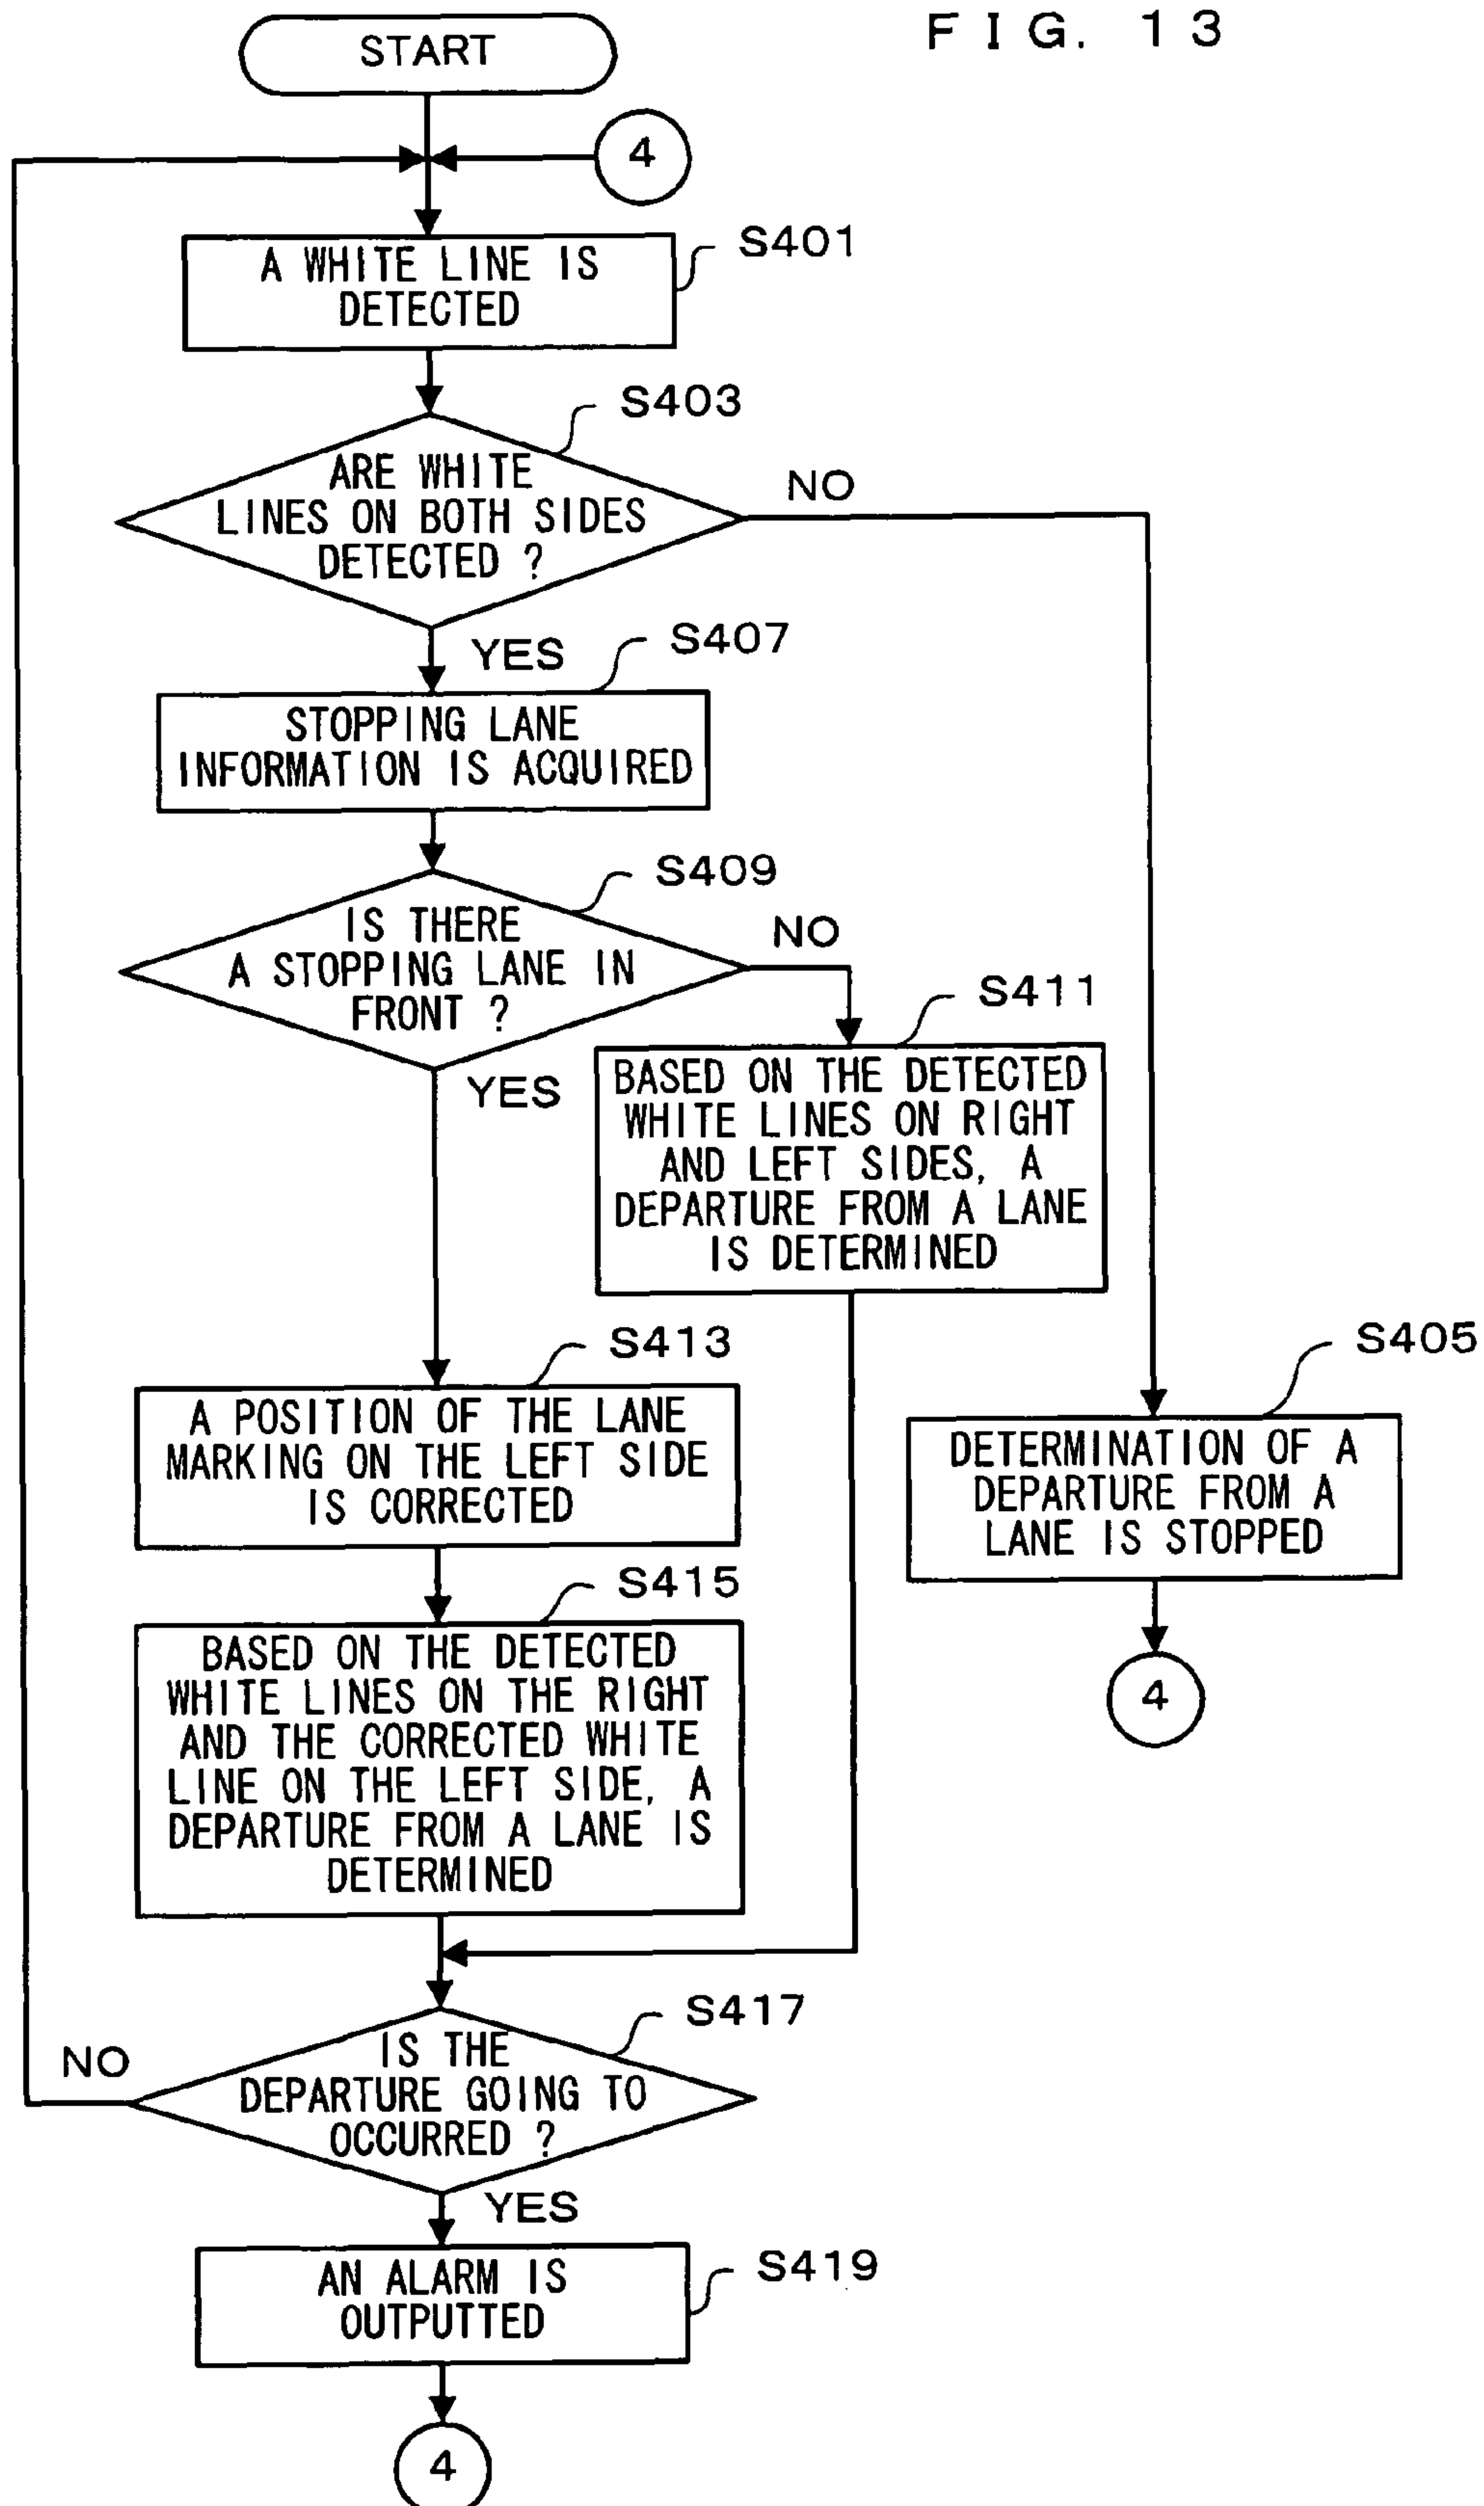 FIG. 13
START
4
S401
A WHITE LINE IS
DETECTED
S403
ARE WHITE
LINES ON BOTH SIDES
DETECTED ?
NO
YES
S407
STOPPING LANE
INFORMATION IS ACQUIRED
S409
IS THERE
A STOPPING LANE IN
FRONT ?
NO
YES
S411
BASED ON THE DETECTED
WHITE LINES ON RIGHT
AND LEFT SIDES, A
DEPARTURE FROM A LANE
IS DETERMINED
S413
A POSITION OF THE LANE
MARKING ON THE LEFT SIDE
IS CORRECTED
S405
DETERMINATION OF A
DEPARTURE FROM A
LANE IS STOPPED
4
S415
BASED ON THE DETECTED
WHITE LINES ON THE RIGHT
AND THE CORRECTED WHITE
LINE ON THE LEFT SIDE, A
DEPARTURE FROM A LANE IS
DETERMINED
S417
IS THE
DEPARTURE GOING TO
OCCURRED ?
NO
YES
S419
AN ALARM IS
OUTPUTTED
4